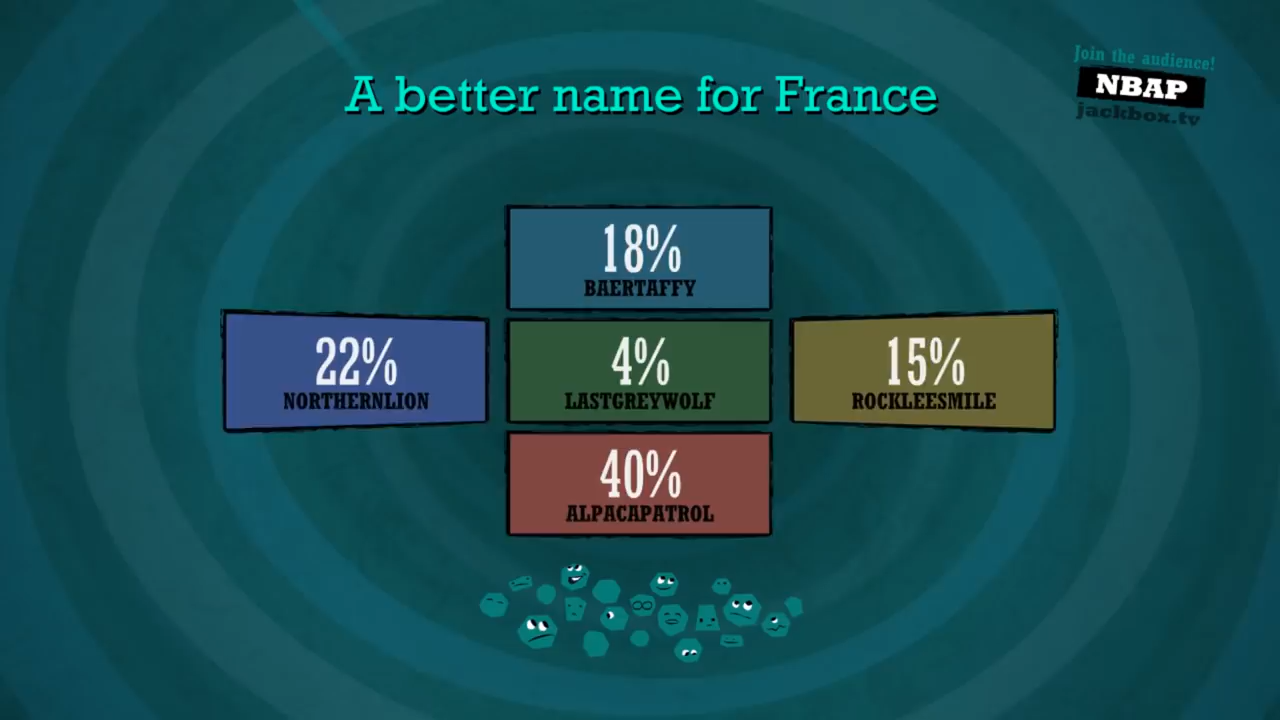 Join the audience!
NBAP
jackbox.tv
A better name for France
18%
BAERTAFFY
22%
NORTHERNLION
4%
LASTGREYWOLF
15%
ROCKLEESMILE
40%
ALPACAPATROL